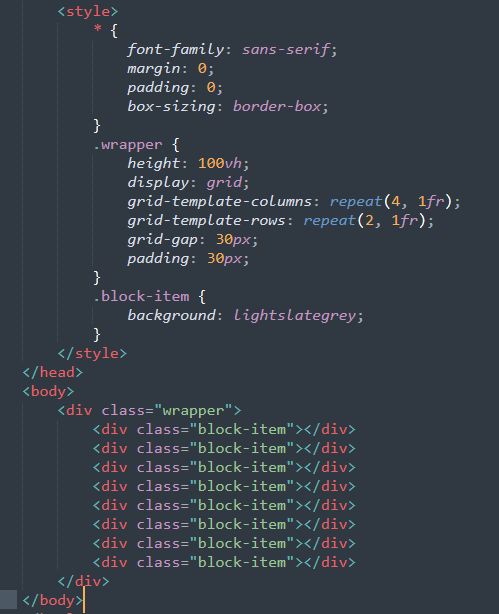 <style>
* {
font-family: sans-serif;
margin: 0;
padding: 0;
box-sizing: border-box;
}
.wrapper {
height: 100vh;
display: grid;
grid-template-columns: repeat(4, 1fr);
grid-template-rows: repeat(2, 1fr);
grid-gap: 30px;
padding: 30px;
}
.block-item {
background: lightslategrey;
}
</style>
</head>
<body>
<div class="wrapper">
<div class="block-item"></div>
<div class="block-item"></div>
<div class="block-item"></div>
<div class="block-item"></div>
<div class="block-item"></div>
<div class="block-item"></div>
<div class="block-item"></div>
<div class="block-item"></div>
</div>
</body>